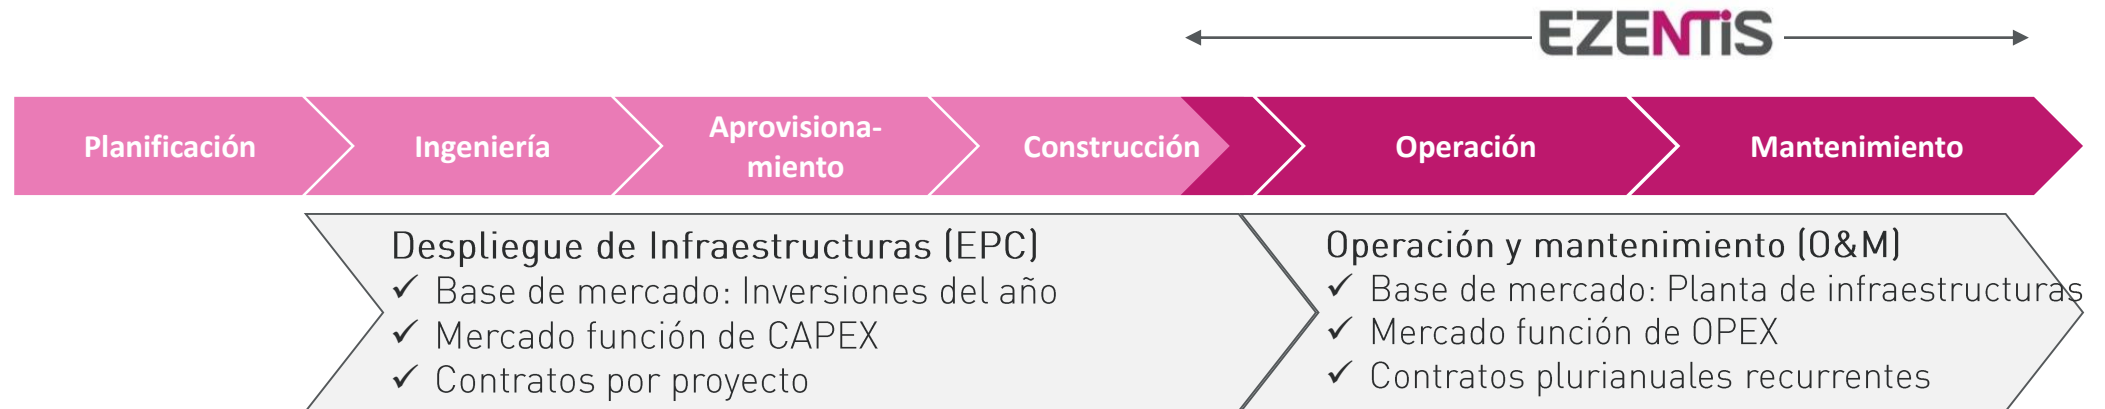 EZENTiS
Planificación
Ingeniería
Aprovisiona-
miento
Construcción
Operación
Mantenimiento
Despliegue de Infraestructuras (EPC)
✓ Base de mercado: Inversiones del año
✓ Mercado función de CAPEX
✓ Contratos por proyecto
Operación y mantenimiento (O&M)
✓ Base de mercado: Planta de infraestructuras
✓ Mercado función de OPEX
✓ Contratos plurianuales recurrentes